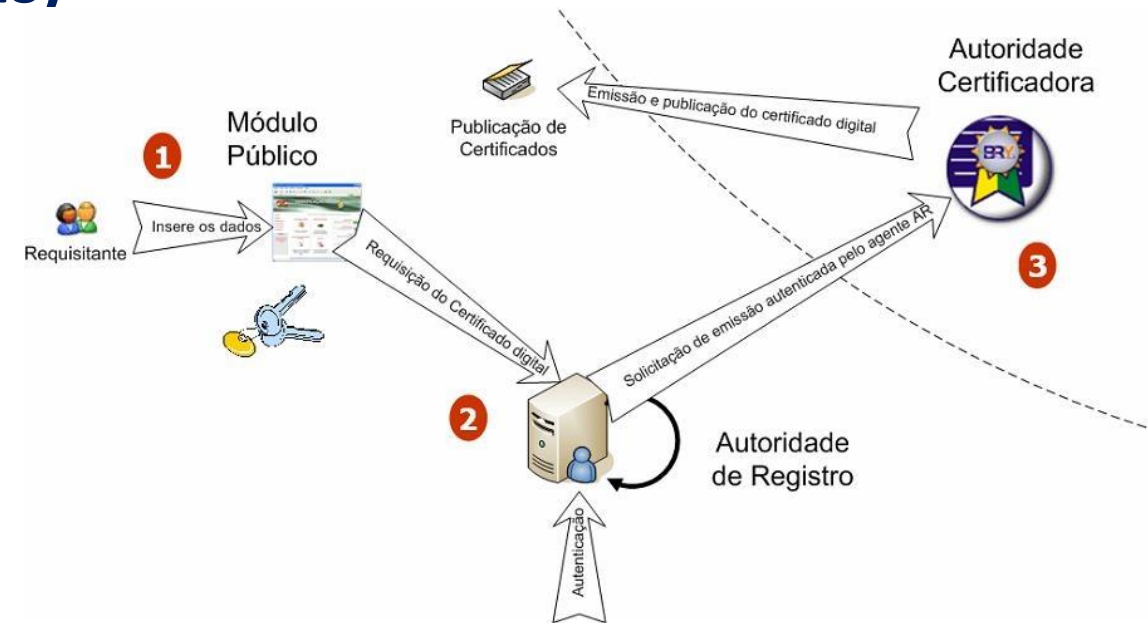 Autoridade
Certificadora
Emissão e publicação do certificado digital
Publicação de
Certificados
Módulo
Público
1
Insere os dados
Requisitante
BRY
Requisição do Certificado digital
Solicitação de emissão autenticada pelo agente AR
3
2
Autoridade
de Registro
Autenticação